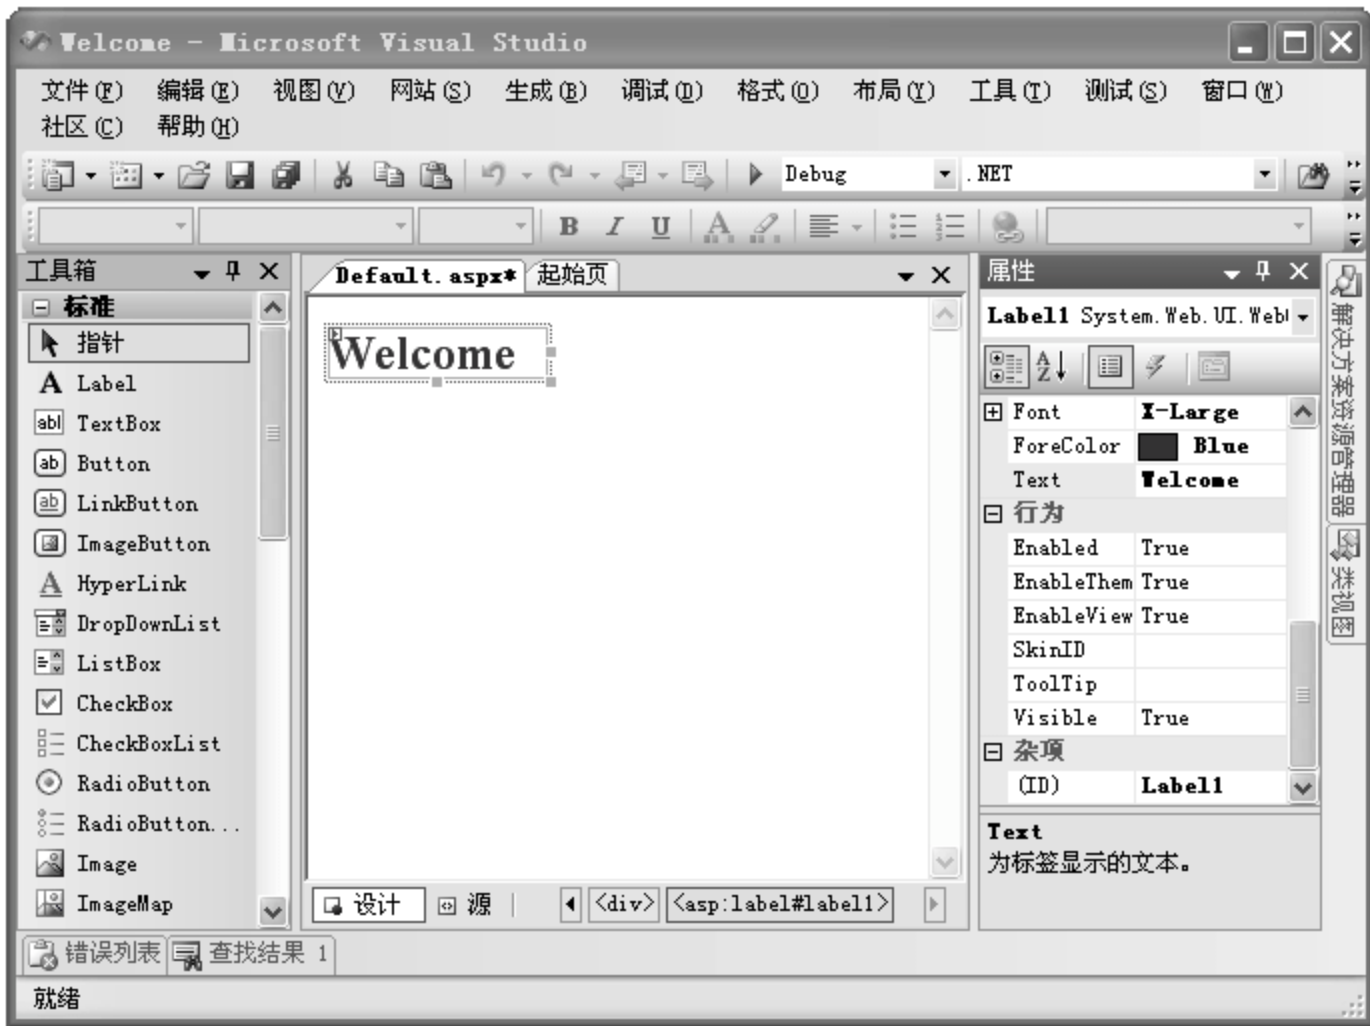 Welcome - Microsoft Visual Studio
文件(F) 编辑(E) 视图(V) 网站(S) 生成(B) 调试(D) 格式(O) 布局(Y) 工具(T) 测试(S) 窗口(W)
社区(C) 帮助(H)
Debug .NET
B I U A
工具箱
标准
指针
A Label
abl TextBox
ab Button
ab LinkButton
ImageButton
A HyperLink
DropDownList
ListBox
CheckBox
CheckBoxList
RadioButton
RadioButton...
Image
ImageMap
Default.aspx* 起始页
Welcome
设计 源 <div> <asp:label#label1>
属性
Label1 System.Web.UI.Web
Font X-Large
ForeColor Blue
Text Welcome
行为
Enabled True
EnableThem True
EnableView True
SkinID
ToolTip
Visible True
杂项
(ID) Label1
Text
为标签显示的文本。
解决方案资源管理器
类视图
错误列表 查找结果 1
就绪